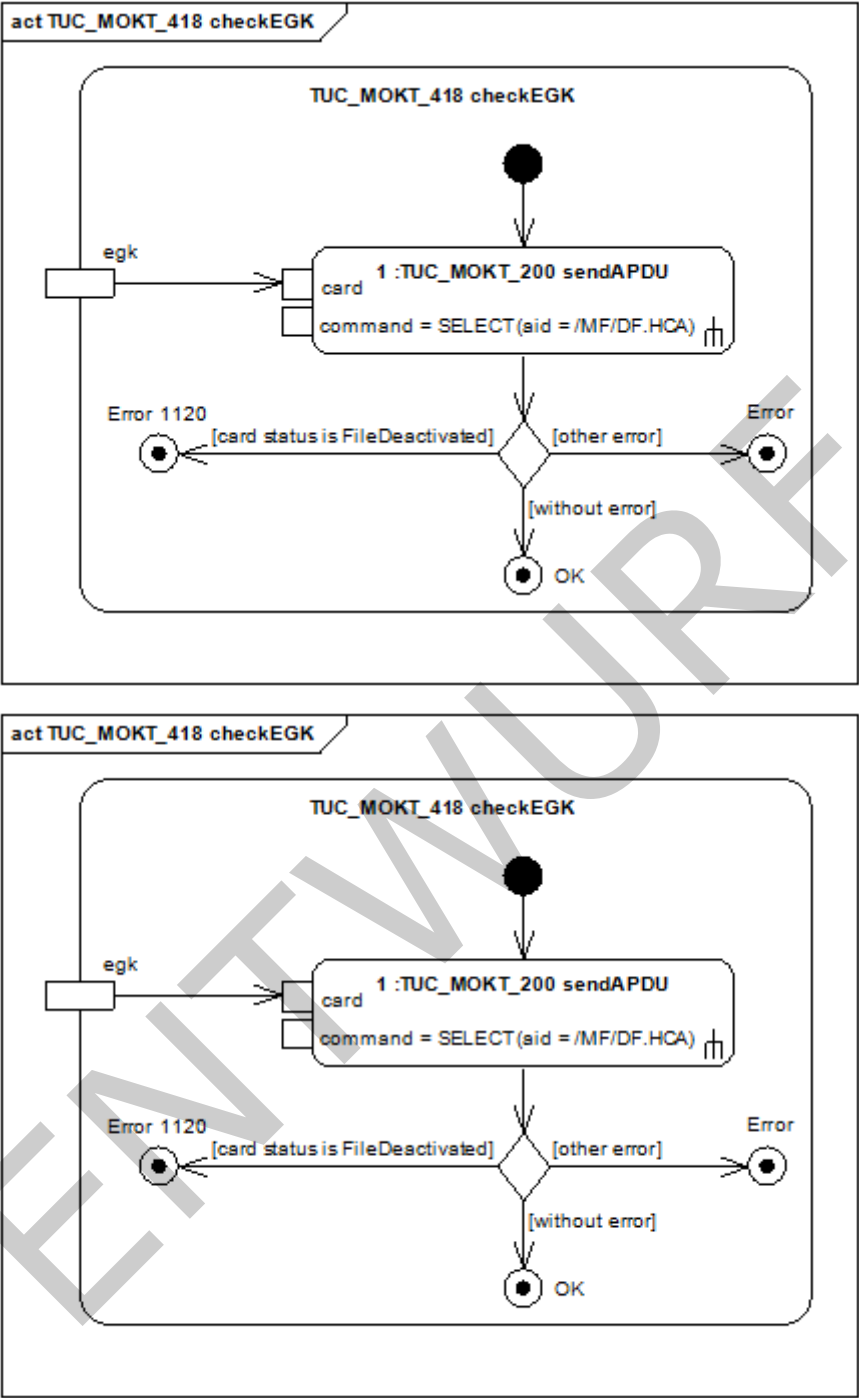 act TUC_MOKT_418 checkEGK
TUC_MOKT_418 checkEGK
egk
1 :TUC_MOKT_200 sendAPDU
card
command = SELECT(aid = /MF/DF.HCA)
Error 1120
Error
[card status is FileDeactivated]
[other error]
[without error]
OK
act TUC_MOKT_418 checkEGK
TUC_MOKT_418 checkEGK
egk
1 :TUC_MOKT_200 sendAPDU
card
command = SELECT(aid = /MF/DF.HCA)
Error 1120
Error
[card status is FileDeactivated]
[other error]
[without error]
OK
ENTWURF